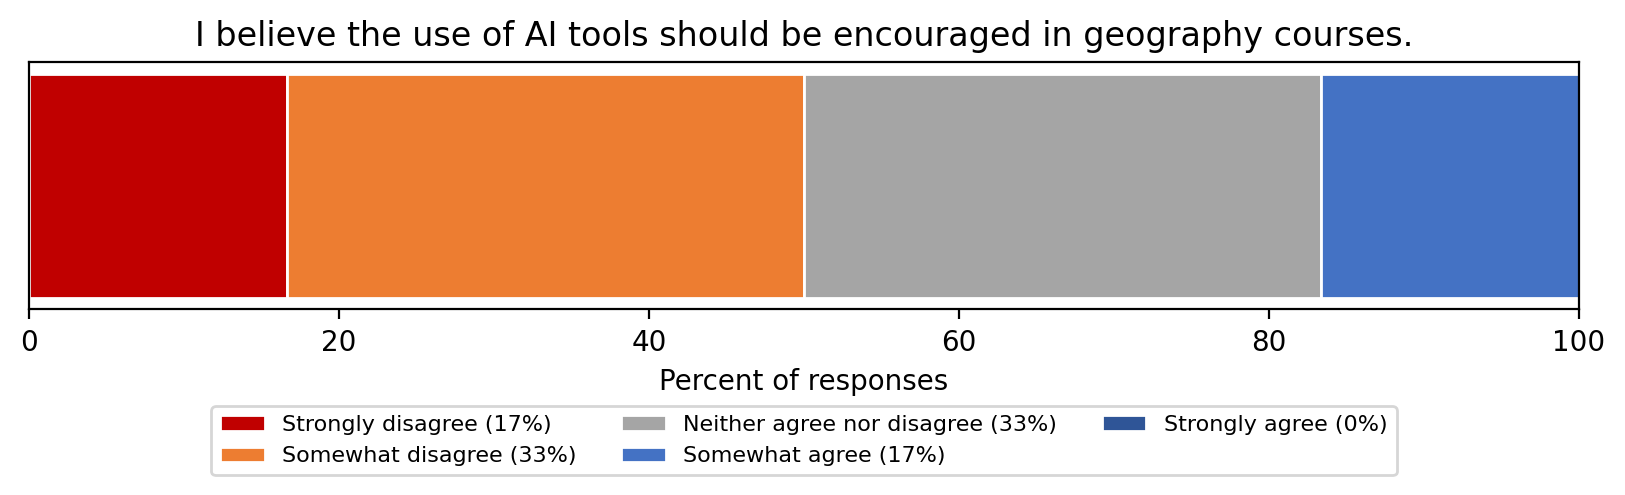 I believe the use of AI tools should be encouraged in geography courses.
0 20 40 60 80 100
Percent of responses
Strongly disagree (17%) Neither agree nor disagree (33%) Strongly agree (0%)
Somewhat disagree (33%) Somewhat agree (17%)